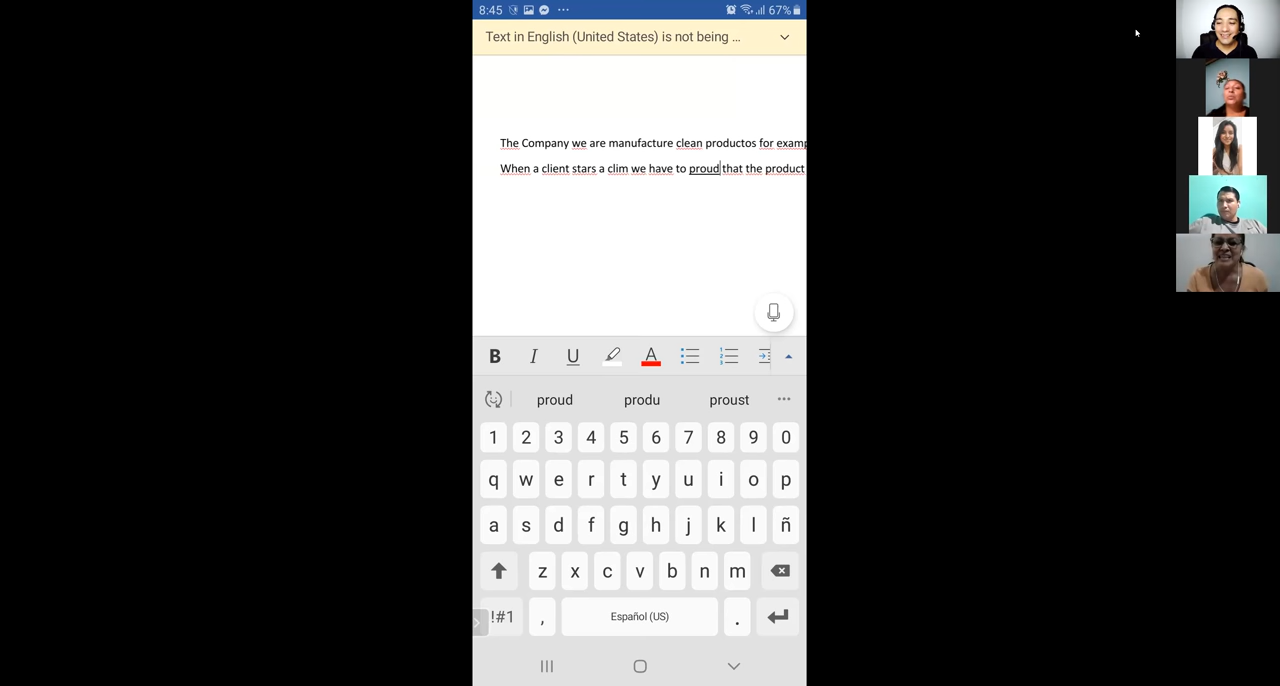 8:45 67%
Text in English (United States) is not being ...
The Company we are manufacture clean productos for examp
When a client stars a clim we have to proud that the product
B I U A
proud produ proust
1 2 3 4 5 6 7 8 9 0
q w e r t y u i o p
a s d f g h j k l ñ
z x c v b n m
!#1 , Español (US) .